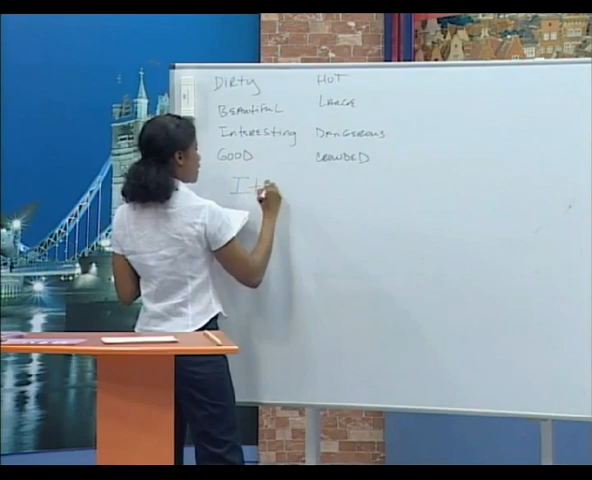 DIRTY HOT
BEAUTIFUL LARGE
INTERESTING DANGEROUS
GOOD CROWDED
It